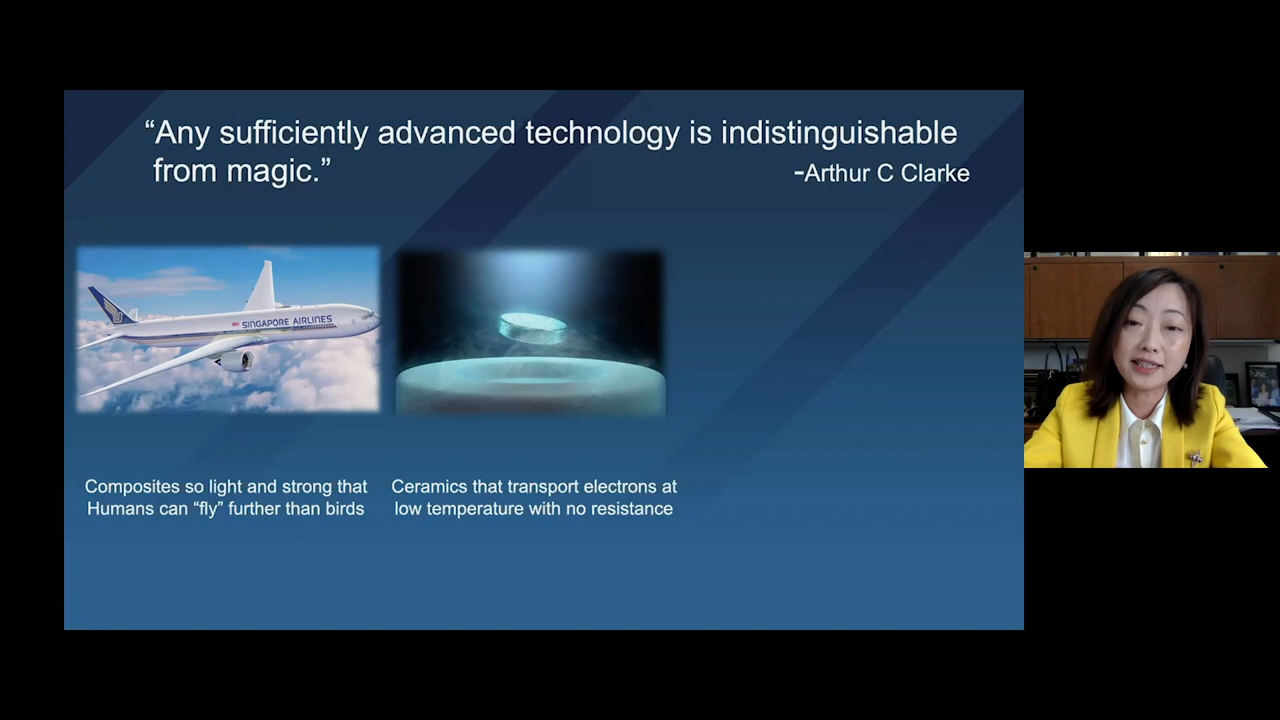 “Any sufficiently advanced technology is indistinguishable
from magic.”
-Arthur C Clarke
SINGAPORE AIRLINES
Composites so light and strong that
Humans can “fly” further than birds
Ceramics that transport electrons at
low temperature with no resistance